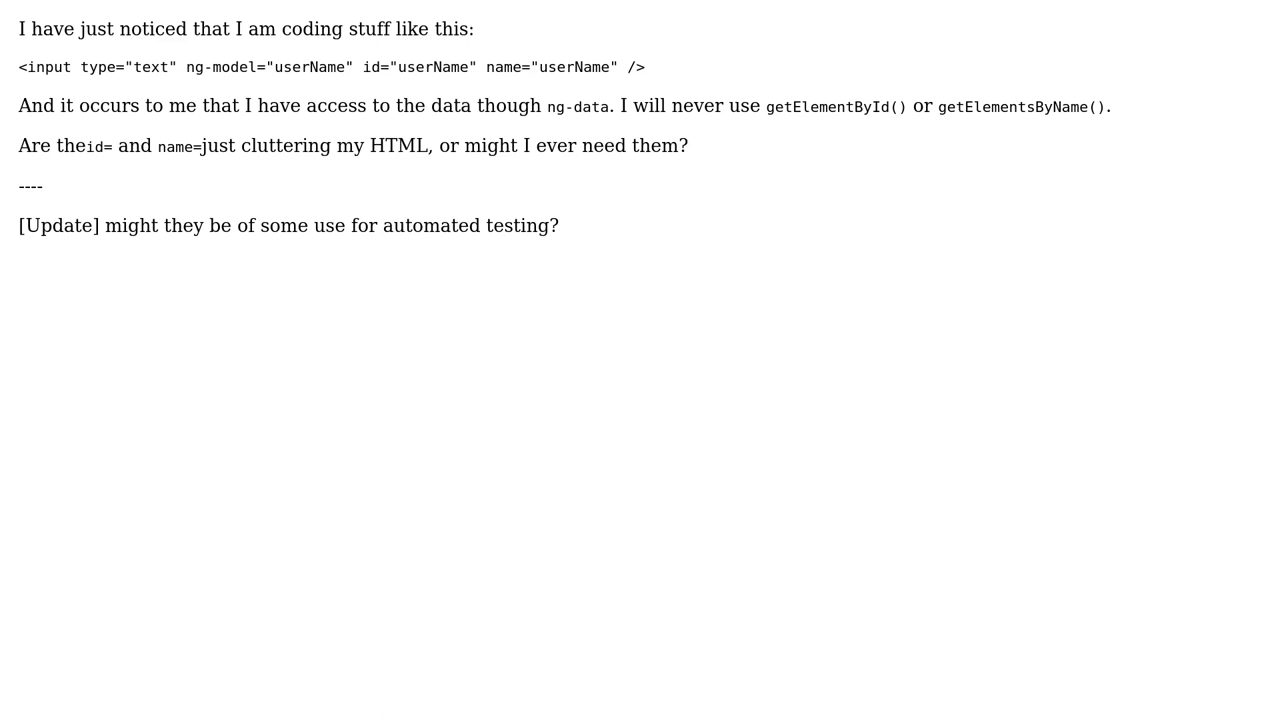 I have just noticed that I am coding stuff like this:
<input type="text" ng-model="userName" id="userName" name="userName" />
And it occurs to me that I have access to the data though ng-data. I will never use getElementById() or getElementsByName().
Are theid= and name=just cluttering my HTML, or might I ever need them?
----
[Update] might they be of some use for automated testing?